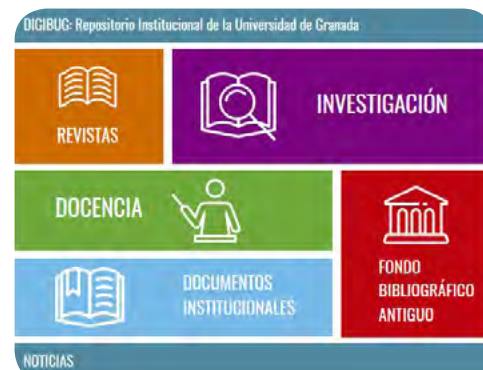 DIGIBUG: Repositorio Institucional de la Universidad de Granada
REVISTAS
INVESTIGACIÓN
DOCENCIA
DOCUMENTOS
INSTITUCIONALES
FONDO
BIBLIOGRÁFICO
ANTIGUO
NOTICIAS